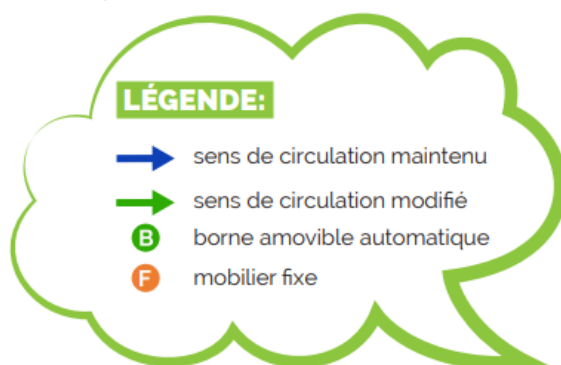 LÉGENDE:
sens de circulation maintenu
sens de circulation modifié
B borne amovible automatique
F mobilier fixe